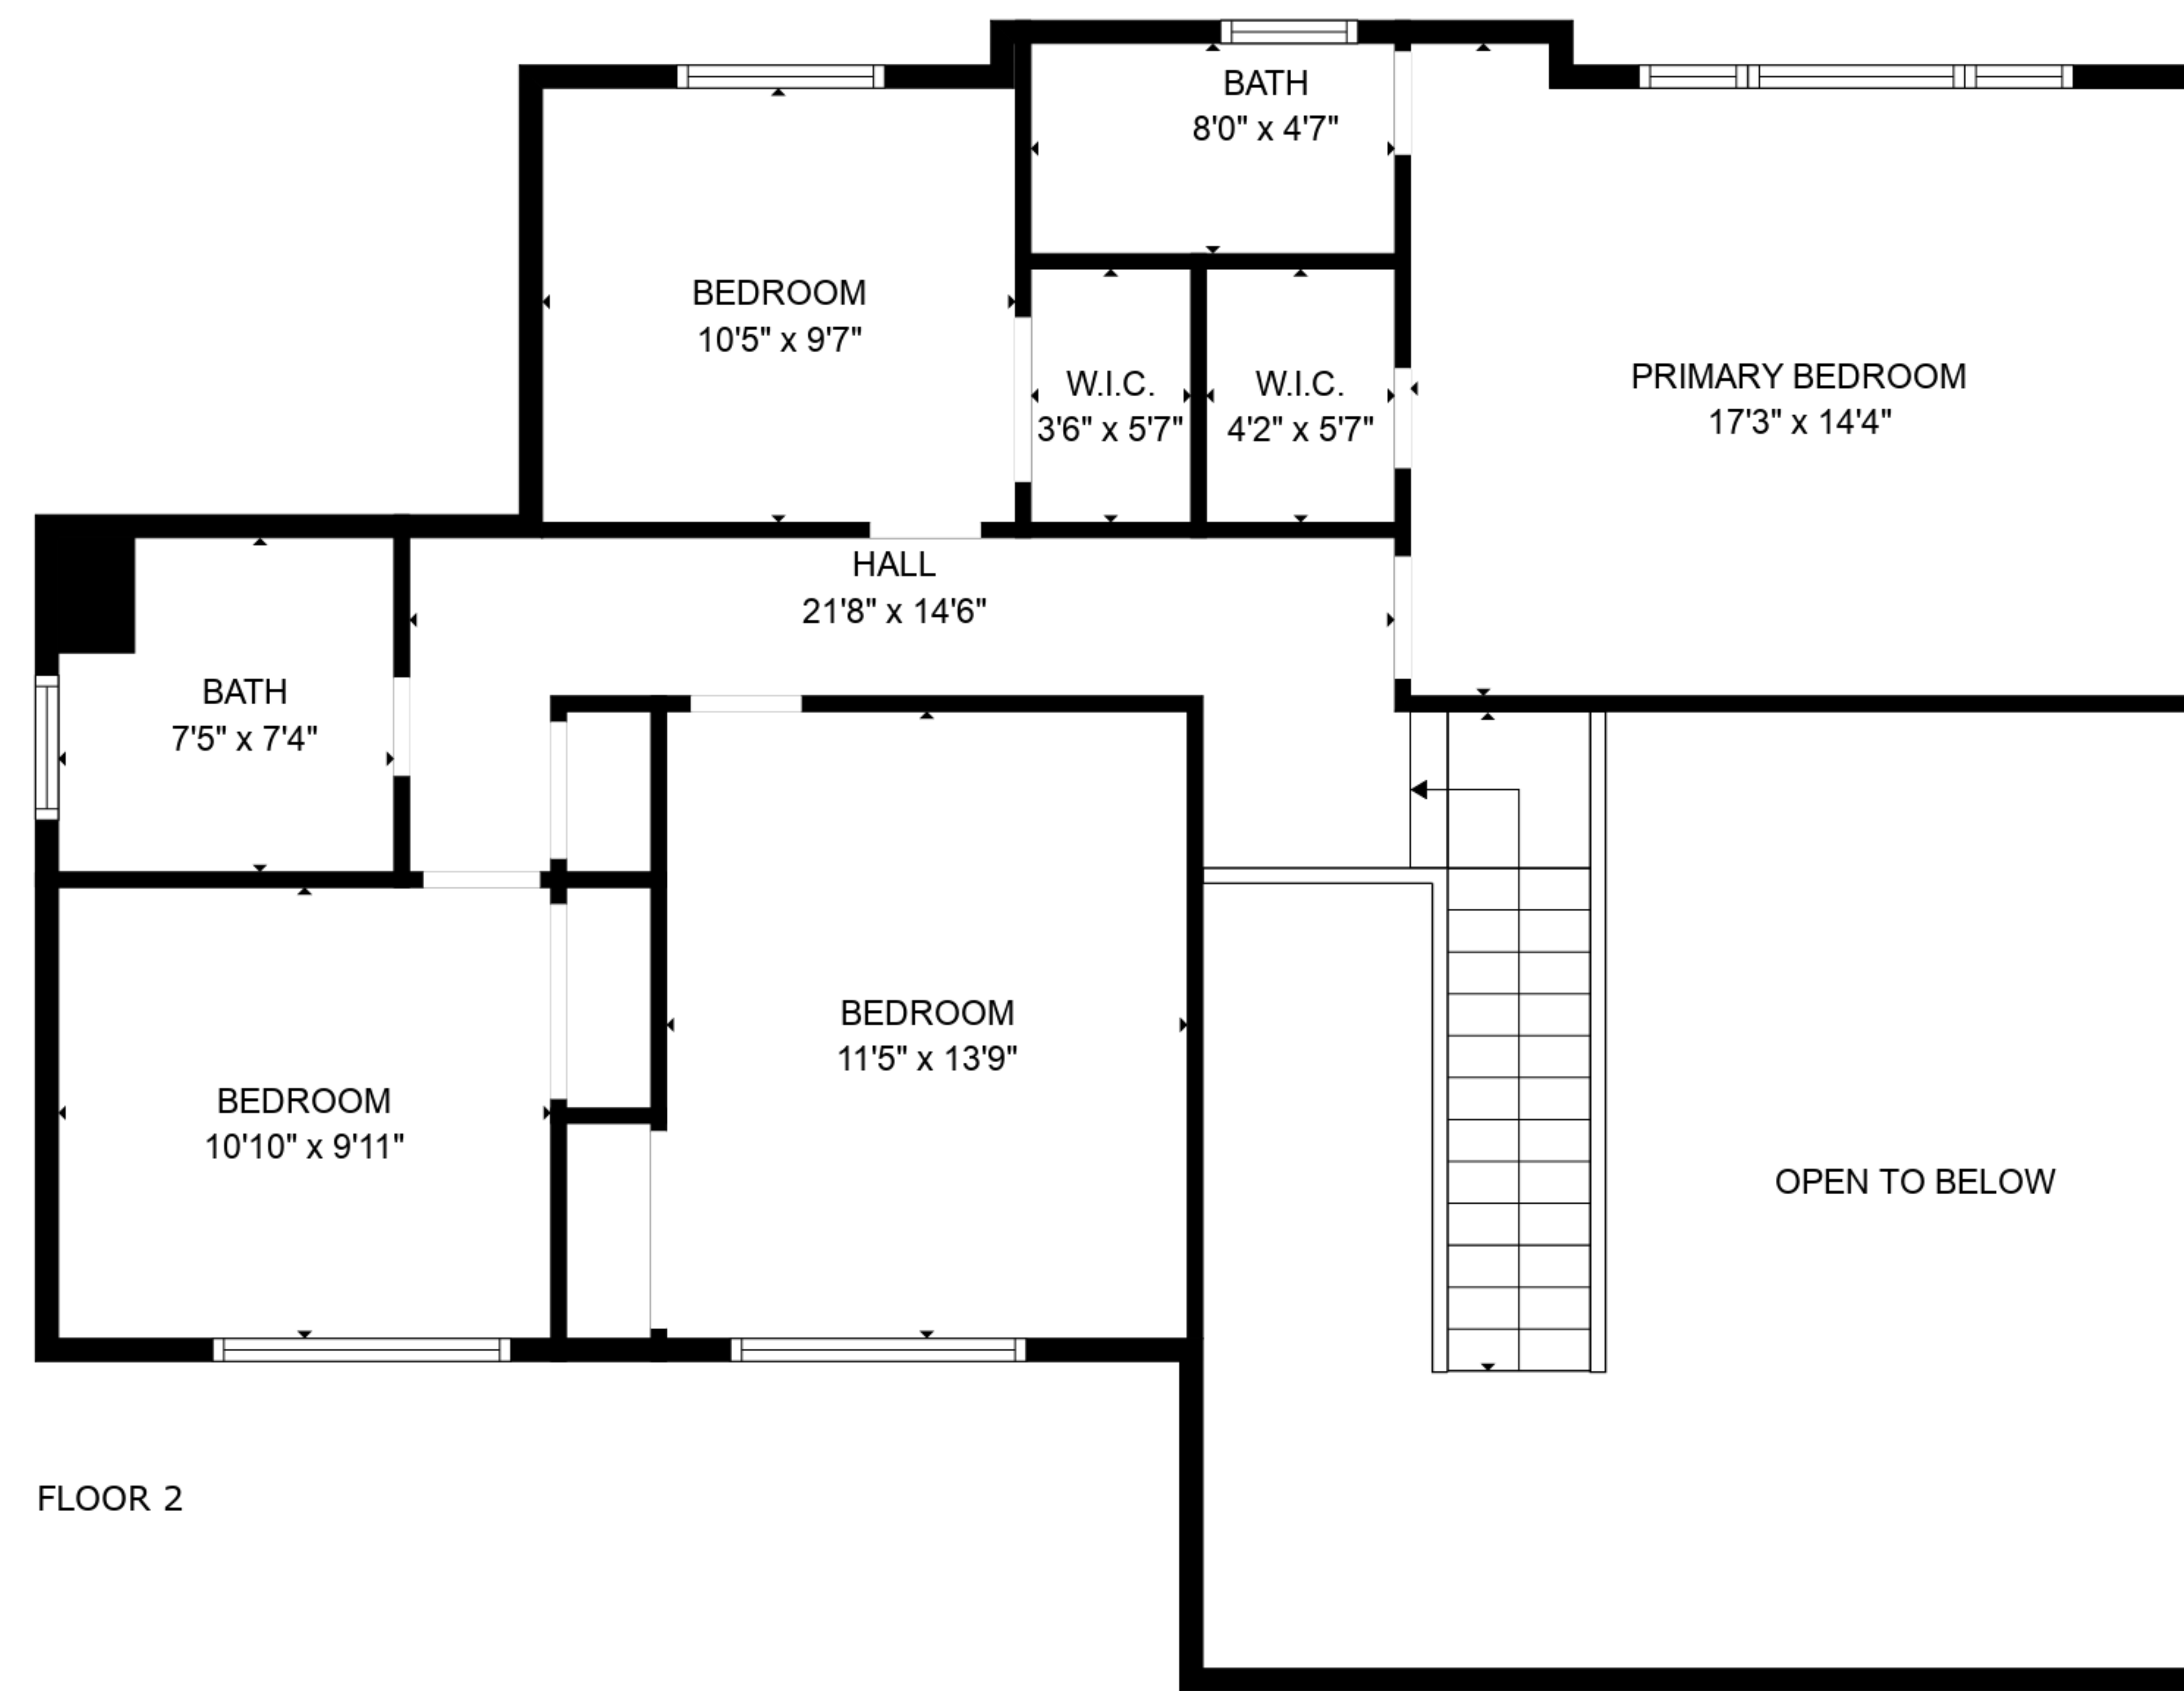 BATH
8'0" x 4'7"
BEDROOM
10'5" x 9'7"
W.I.C.
3'6" x 5'7"
W.I.C.
4'2" x 5'7"
PRIMARY BEDROOM
17'3" x 14'4"
HALL
21'8" x 14'6"
BATH
7'5" x 7'4"
BEDROOM
11'5" x 13'9"
BEDROOM
10'10" x 9'11"
OPEN TO BELOW
FLOOR 2